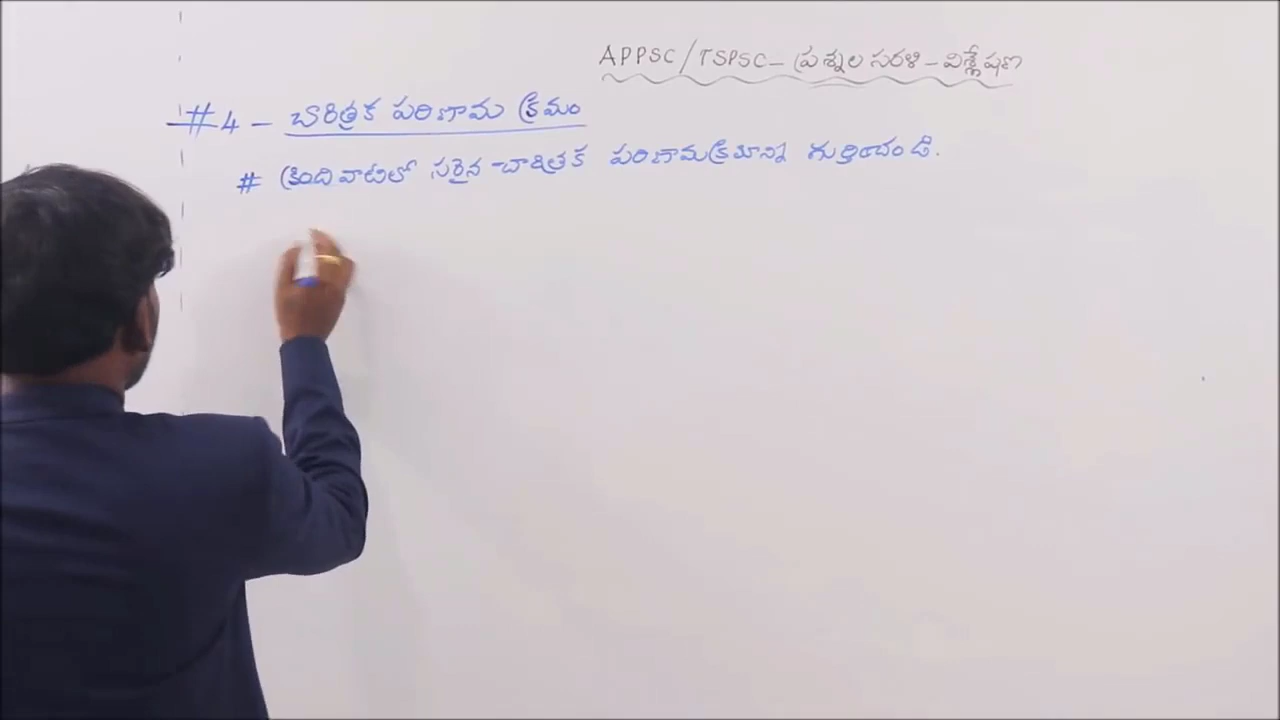 APPSC/TSPSC - ప్రశ్నల సరళి - విశ్లేషణ
#4 - చారిత్రక పరిణామ క్రమం
# క్రింది వాటిలో సరైన చారిత్రక పరిణామక్రమాన్ని గుర్తించండి.